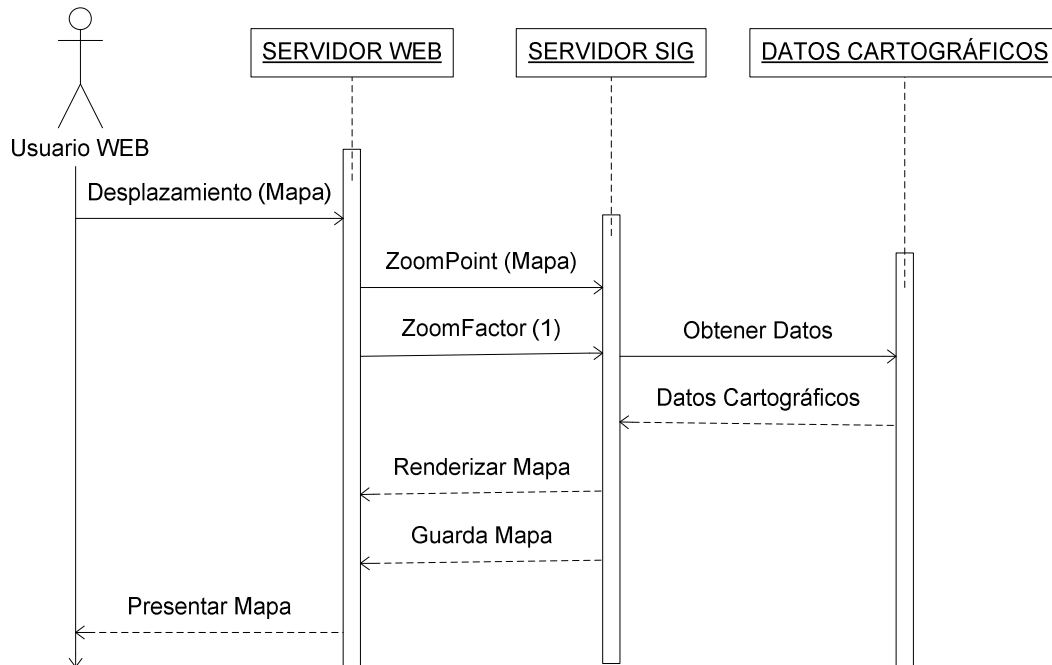 SERVIDOR WEB
SERVIDOR SIG
DATOS CARTOGRÁFICOS
Usuario WEB
Desplazamiento (Mapa)
ZoomPoint (Mapa)
ZoomFactor (1)
Obtener Datos
Datos Cartográficos
Renderizar Mapa
Guarda Mapa
Presentar Mapa